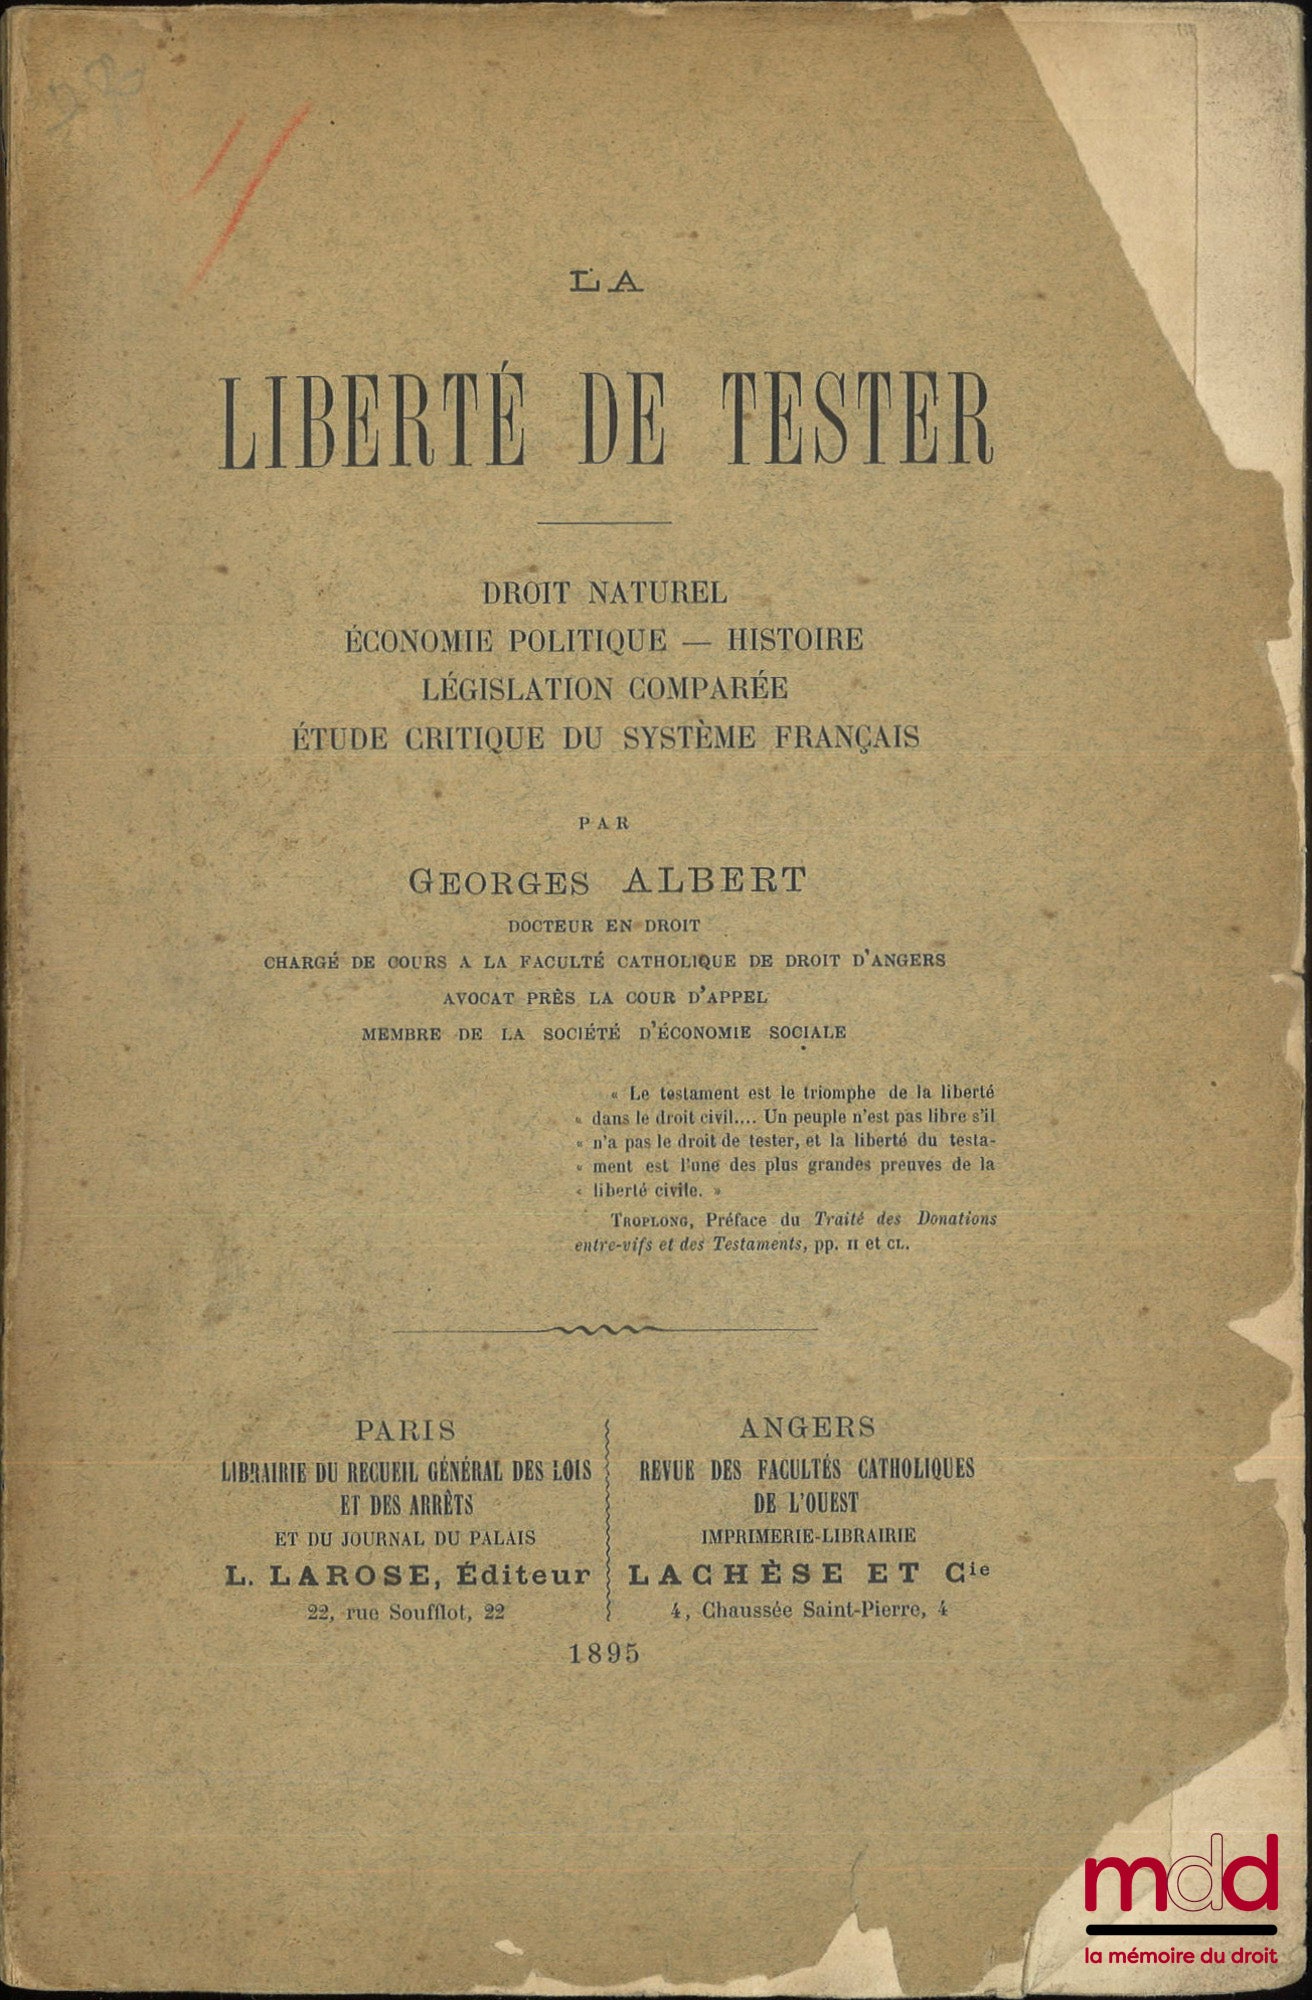 LA
LIBERTÉ DE TESTER
DROIT NATUREL
ÉCONOMIE POLITIQUE — HISTOIRE
LÉGISLATION COMPARÉE
ÉTUDE CRITIQUE DU SYSTÈME FRANÇAIS
PAR
GEORGES ALBERT
DOCTEUR EN DROIT
CHARGÉ DE COURS A LA FACULTÉ CATHOLIQUE DE DROIT D'ANGERS
AVOCAT PRÈS LA COUR D'APPEL
MEMBRE DE LA SOCIÉTÉ D'ÉCONOMIE SOCIALE
« Le testament est le triomphe de la liberté
« dans le droit civil.... Un peuple n'est pas libre s'il
« n'a pas le droit de tester, et la liberté du testa-
« ment est l'une des plus grandes preuves de la
« liberté civile. »
TROPLONG, Préface du Traité des Donations
entre-vifs et des Testaments, pp. II et CL.
PARIS
LIBRAIRIE DU RECUEIL GÉNÉRAL DES LOIS
ET DES ARRÊTS
ET DU JOURNAL DU PALAIS
L. LAROSE, Éditeur
22, rue Soufflot, 22
ANGERS
REVUE DES FACULTÉS CATHOLIQUES
DE L'OUEST
IMPRIMERIE-LIBRAIRIE
LACHÈSE ET Cie
4, Chaussée Saint-Pierre, 4
1895
mdd
la mémoire du droit